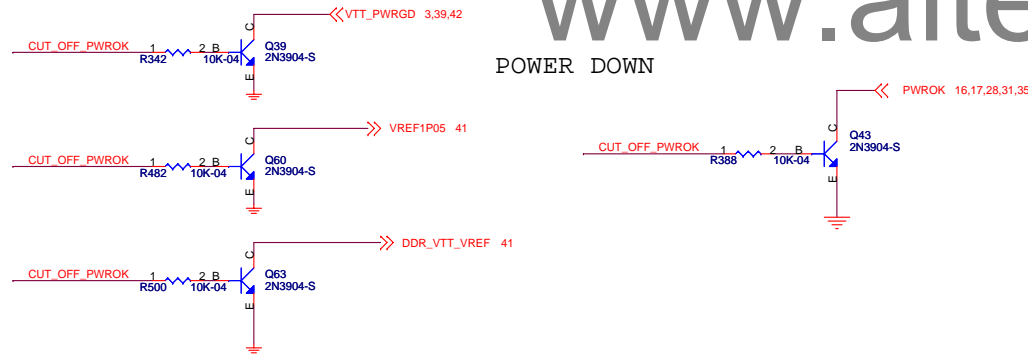 www.alte
VTT_PWRGD 3,39,42
C
CUT_OFF_PWROK 1 2 B Q39
R342 10K-04 2N3904-S
E
POWER DOWN
PWROK 16,17,28,31,35
C
CUT_OFF_PWROK 1 2 B Q43
R388 10K-04 2N3904-S
E
VREF1P05 41
C
CUT_OFF_PWROK 1 2 B Q60
R482 10K-04 2N3904-S
E
DDR_VTT_VREF 41
C
CUT_OFF_PWROK 1 2 B Q63
R500 10K-04 2N3904-S
E